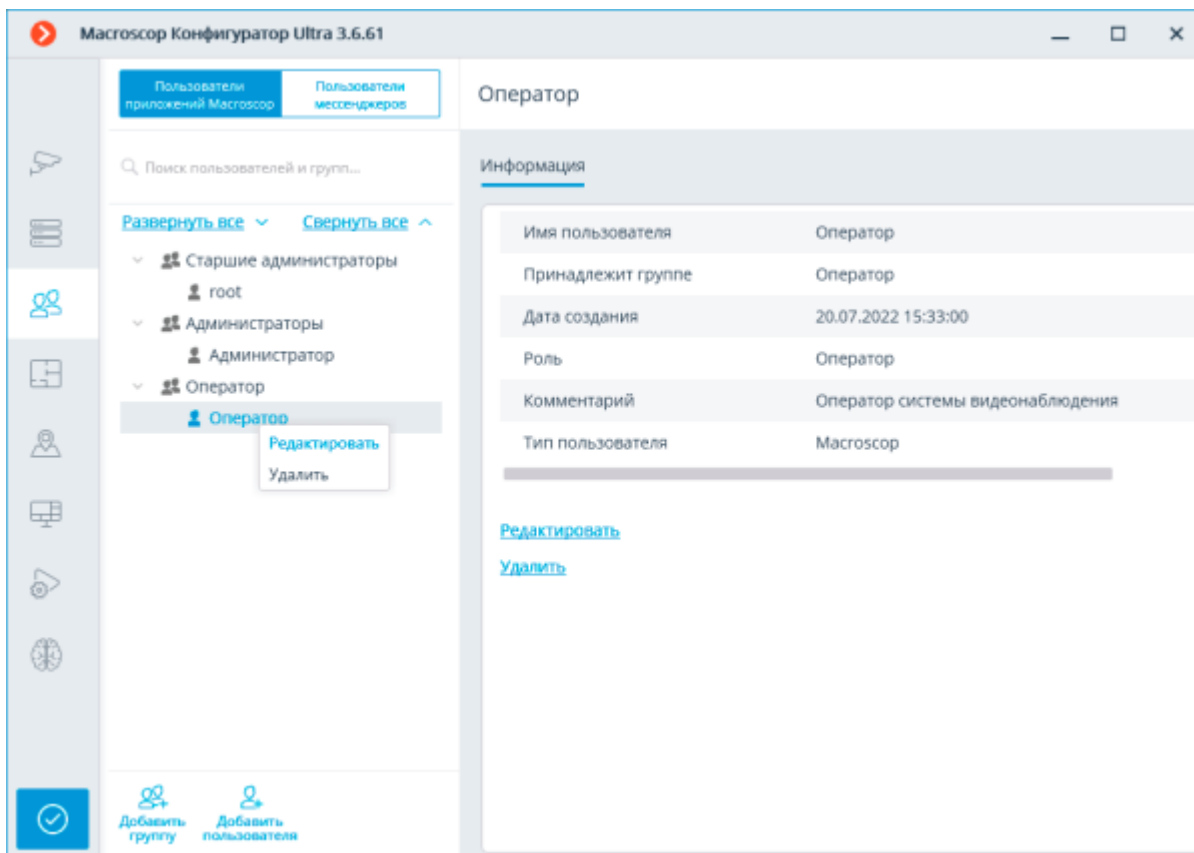 Macroscop Конфигуратор Ultra 3.6.61
Пользователи
приложений Macroscop
Пользователи
мессенджеров
Поиск пользователей и групп...
Развернуть все
Свернуть все
Старшие администраторы
root
Администраторы
Администратор
Оператор
Оператор
Редактировать
Удалить
Добавить
группу
Добавить
пользователя
Оператор
Информация
Имя пользователя Оператор
Принадлежит группе Оператор
Дата создания 20.07.2022 15:33:00
Роль Оператор
Комментарий Оператор системы видеонаблюдения
Тип пользователя Macroscop
Редактировать
Удалить